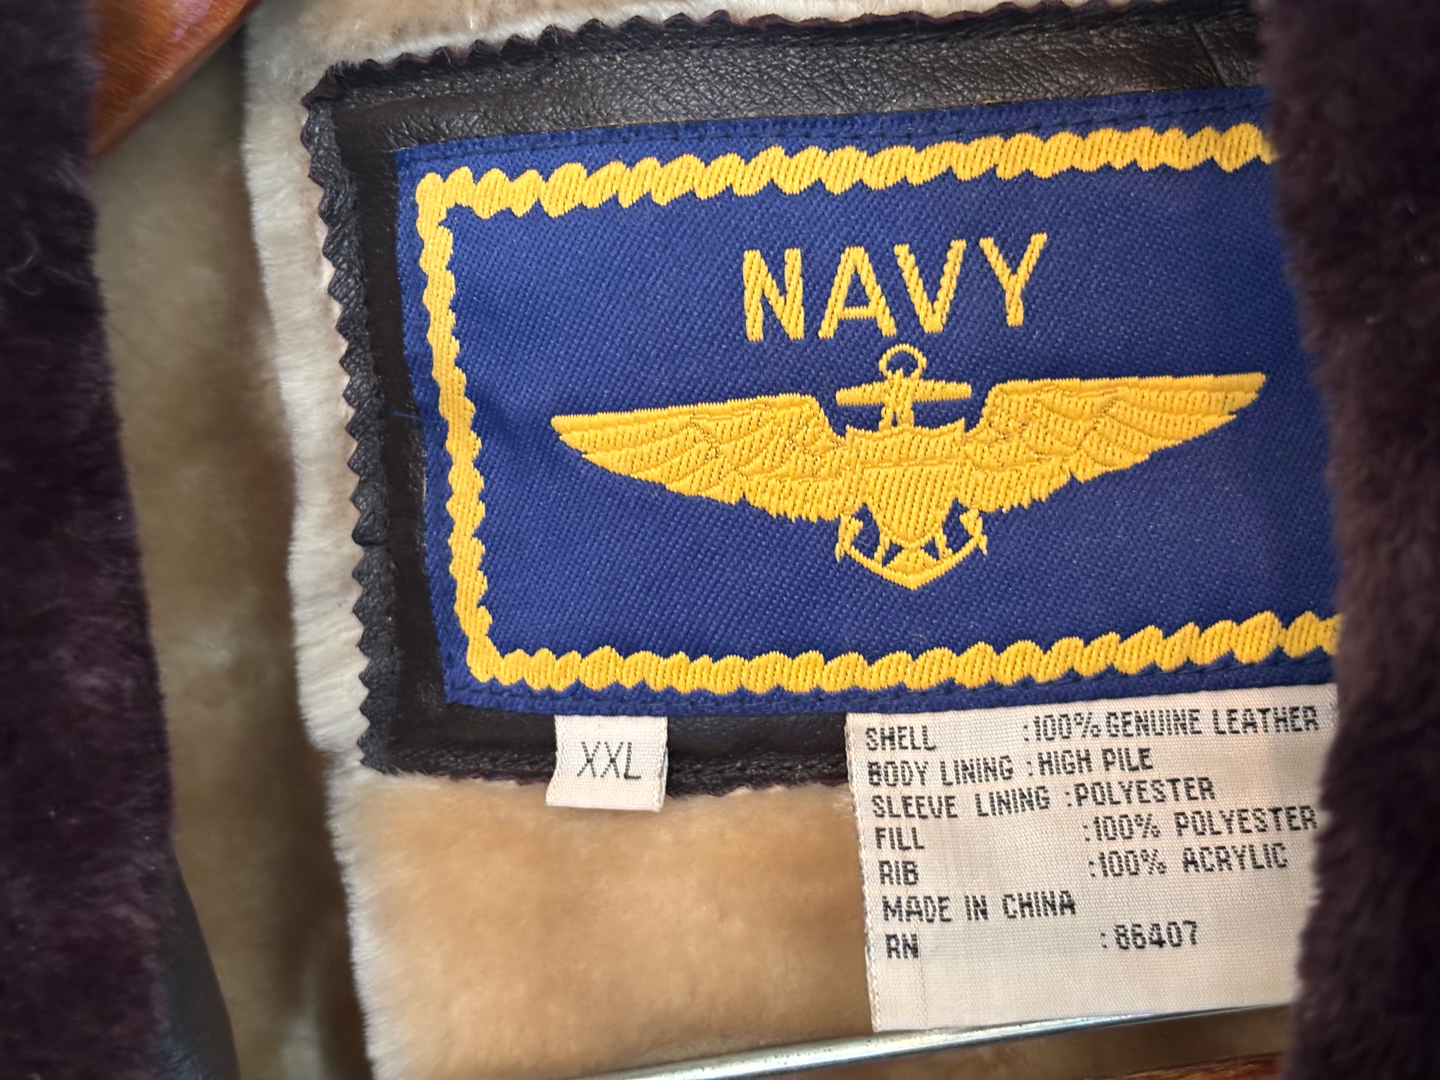 NAVY
XXL
SHELL :100% GENUINE LEATHER
BODY LINING :HIGH PILE
SLEEVE LINING :POLYESTER
FILL :100% POLYESTER
RIB :100% ACRYLIC
MADE IN CHINA
RN :86407